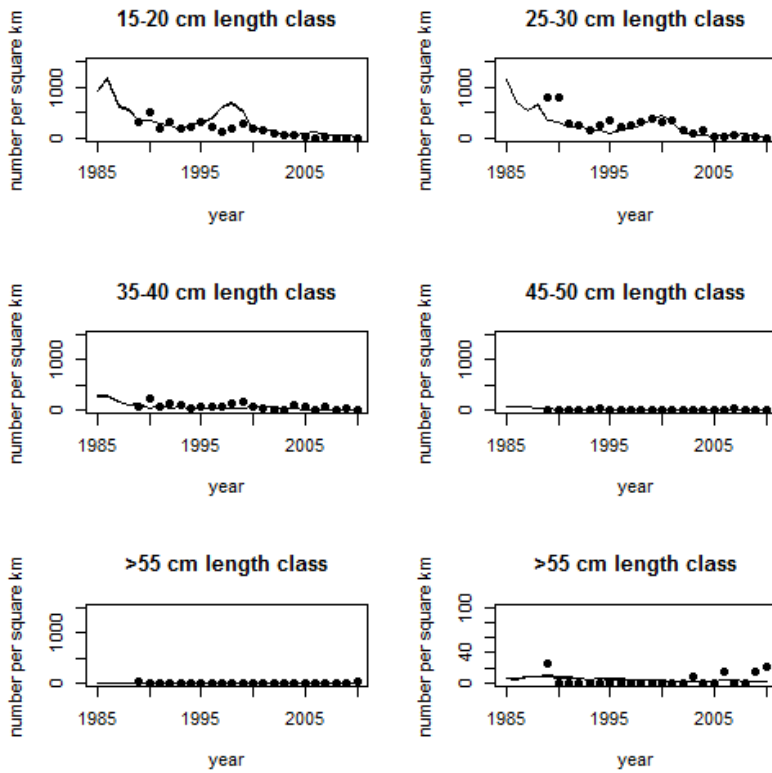 15-20 cm length class
number per square km
0 1000
1985 1995 2005
year
25-30 cm length class
number per square km
0 1000
1985 1995 2005
year
35-40 cm length class
number per square km
0 1000
1985 1995 2005
year
45-50 cm length class
number per square km
0 1000
1985 1995 2005
year
>55 cm length class
number per square km
0 1000
1985 1995 2005
year
>55 cm length class
number per square km
0 40 100
1985 1995 2005
year